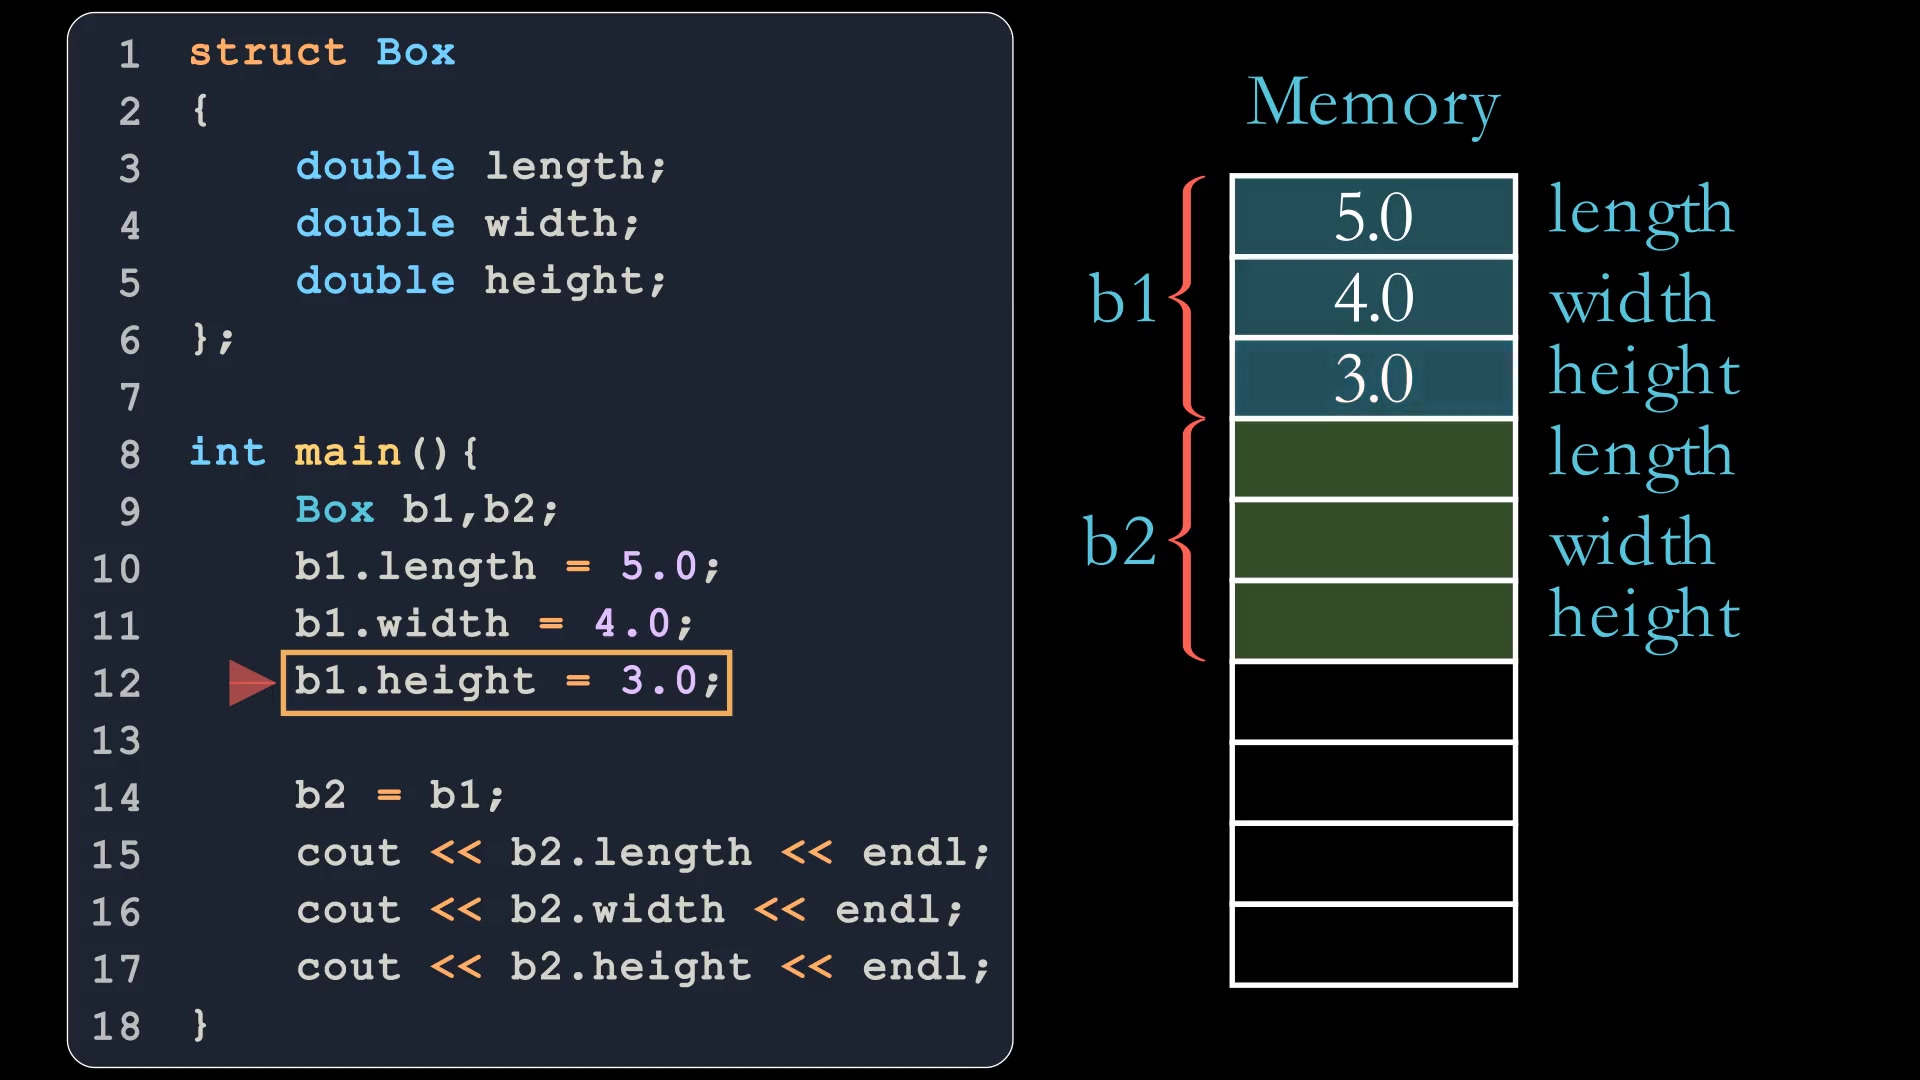 1 struct Box
2 {
3 double length;
4 double width;
5 double height;
6 };
7
8 int main(){
9 Box b1,b2;
10 b1.length = 5.0;
11 b1.width = 4.0;
12 b1.height = 3.0;
13
14 b2 = b1;
15 cout << b2.length << endl;
16 cout << b2.width << endl;
17 cout << b2.height << endl;
18 }
Memory
5.0 length
b1 4.0 width
3.0 height
length
b2 width
height